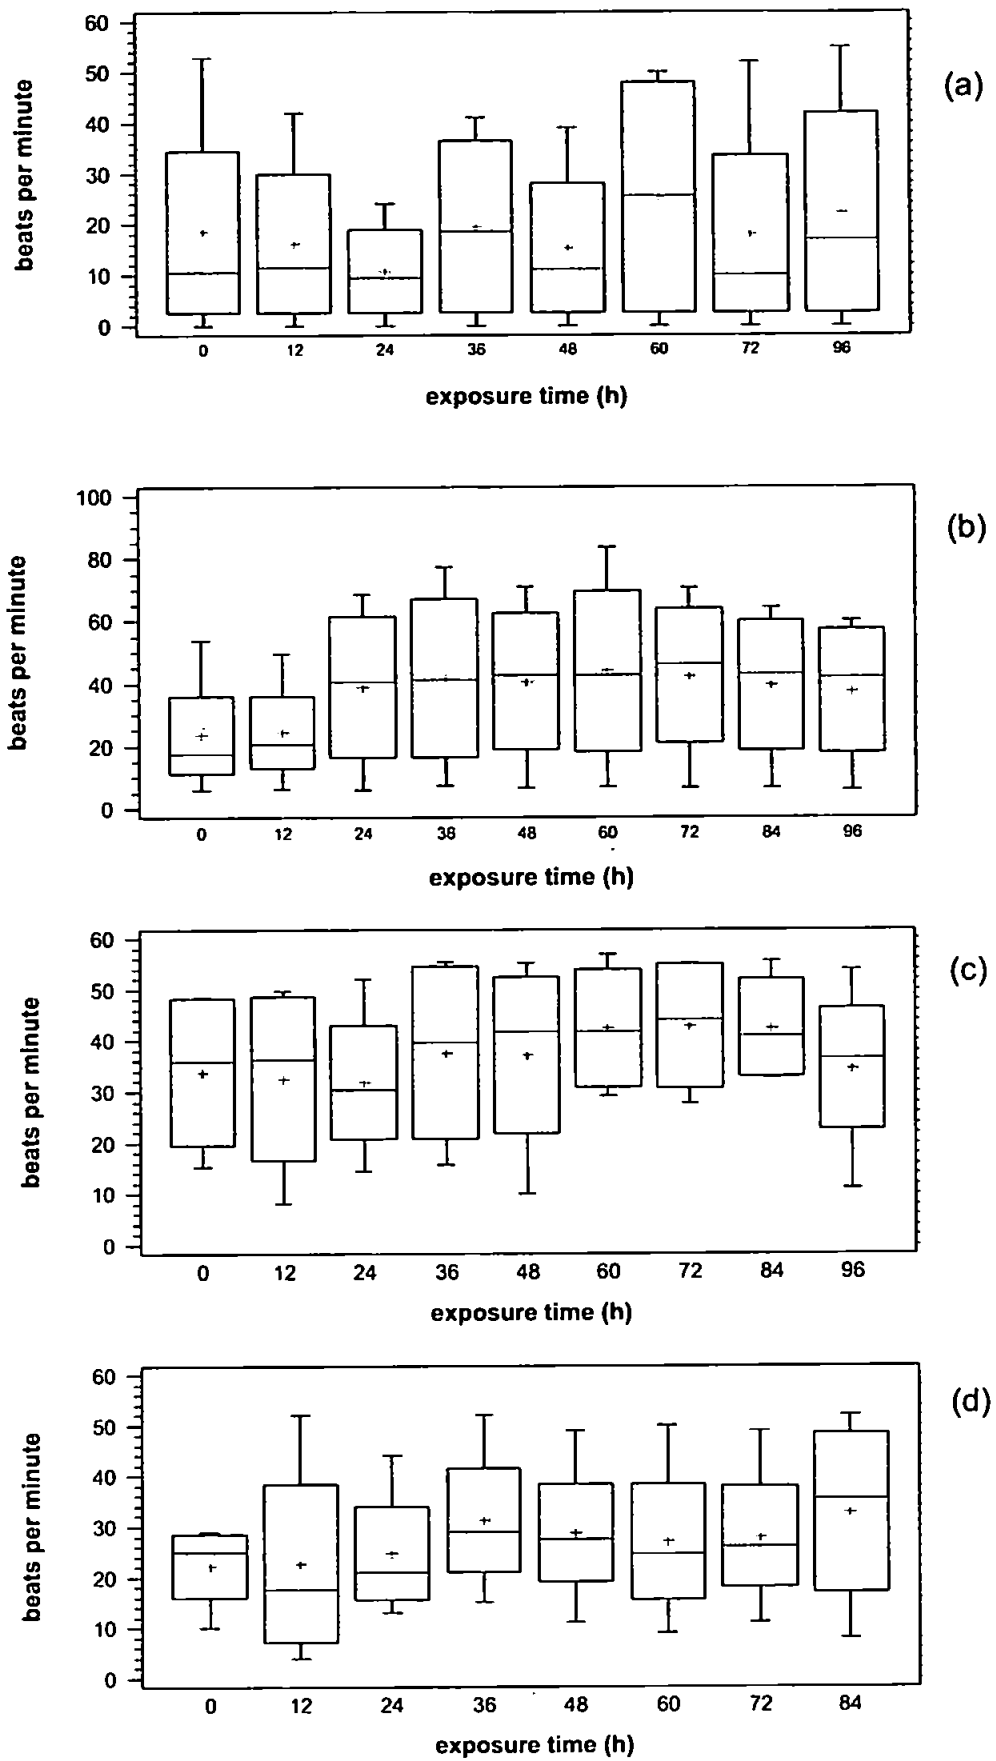 (a)
beats per minute
60
50
40
30
20
10
0
0 12 24 36 48 60 72 96
exposure time (h)
(b)
beats per minute
100
80
60
40
20
0
0 12 24 36 48 60 72 84 96
exposure time (h)
(c)
beats per minute
60
50
40
30
20
10
0
0 12 24 36 48 60 72 84 96
exposure time (h)
(d)
beats per minute
60
50
40
30
20
10
0
0 12 24 36 48 60 72 84
exposure time (h)